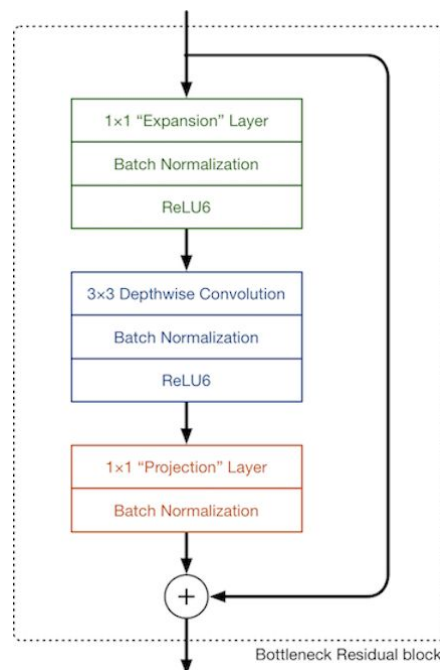 1×1 “Expansion” Layer
Batch Normalization
ReLU6
3×3 Depthwise Convolution
Batch Normalization
ReLU6
1×1 “Projection” Layer
Batch Normalization
+
Bottleneck Residual block